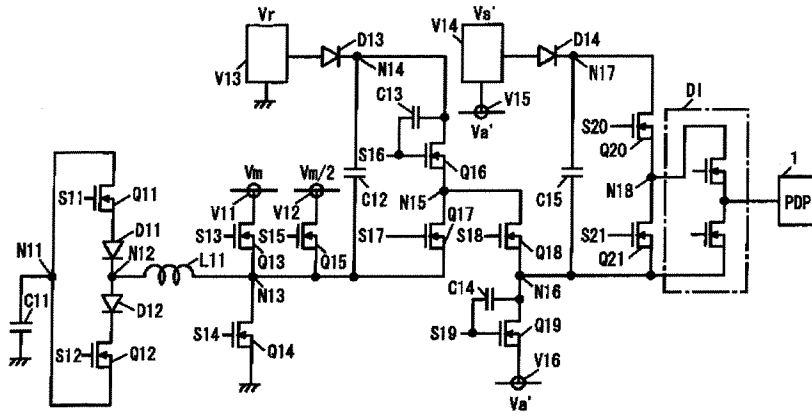 Vr
V13
D13
N14
C13
S16
Q16
C12
N15
Va'
V14
V15
Va'
D14
N17
DI
S20
Q20
N18
1
PDP
S21
Q21
C15
Vm
V11
S13
Q13
Vm/2
V12
S15
Q15
S17
Q17
S18
Q18
N16
C14
S19
Q19
V16
Va'
S11
Q11
D11
N11
N12
L11
N13
D12
C11
S12
Q12
S14
Q14